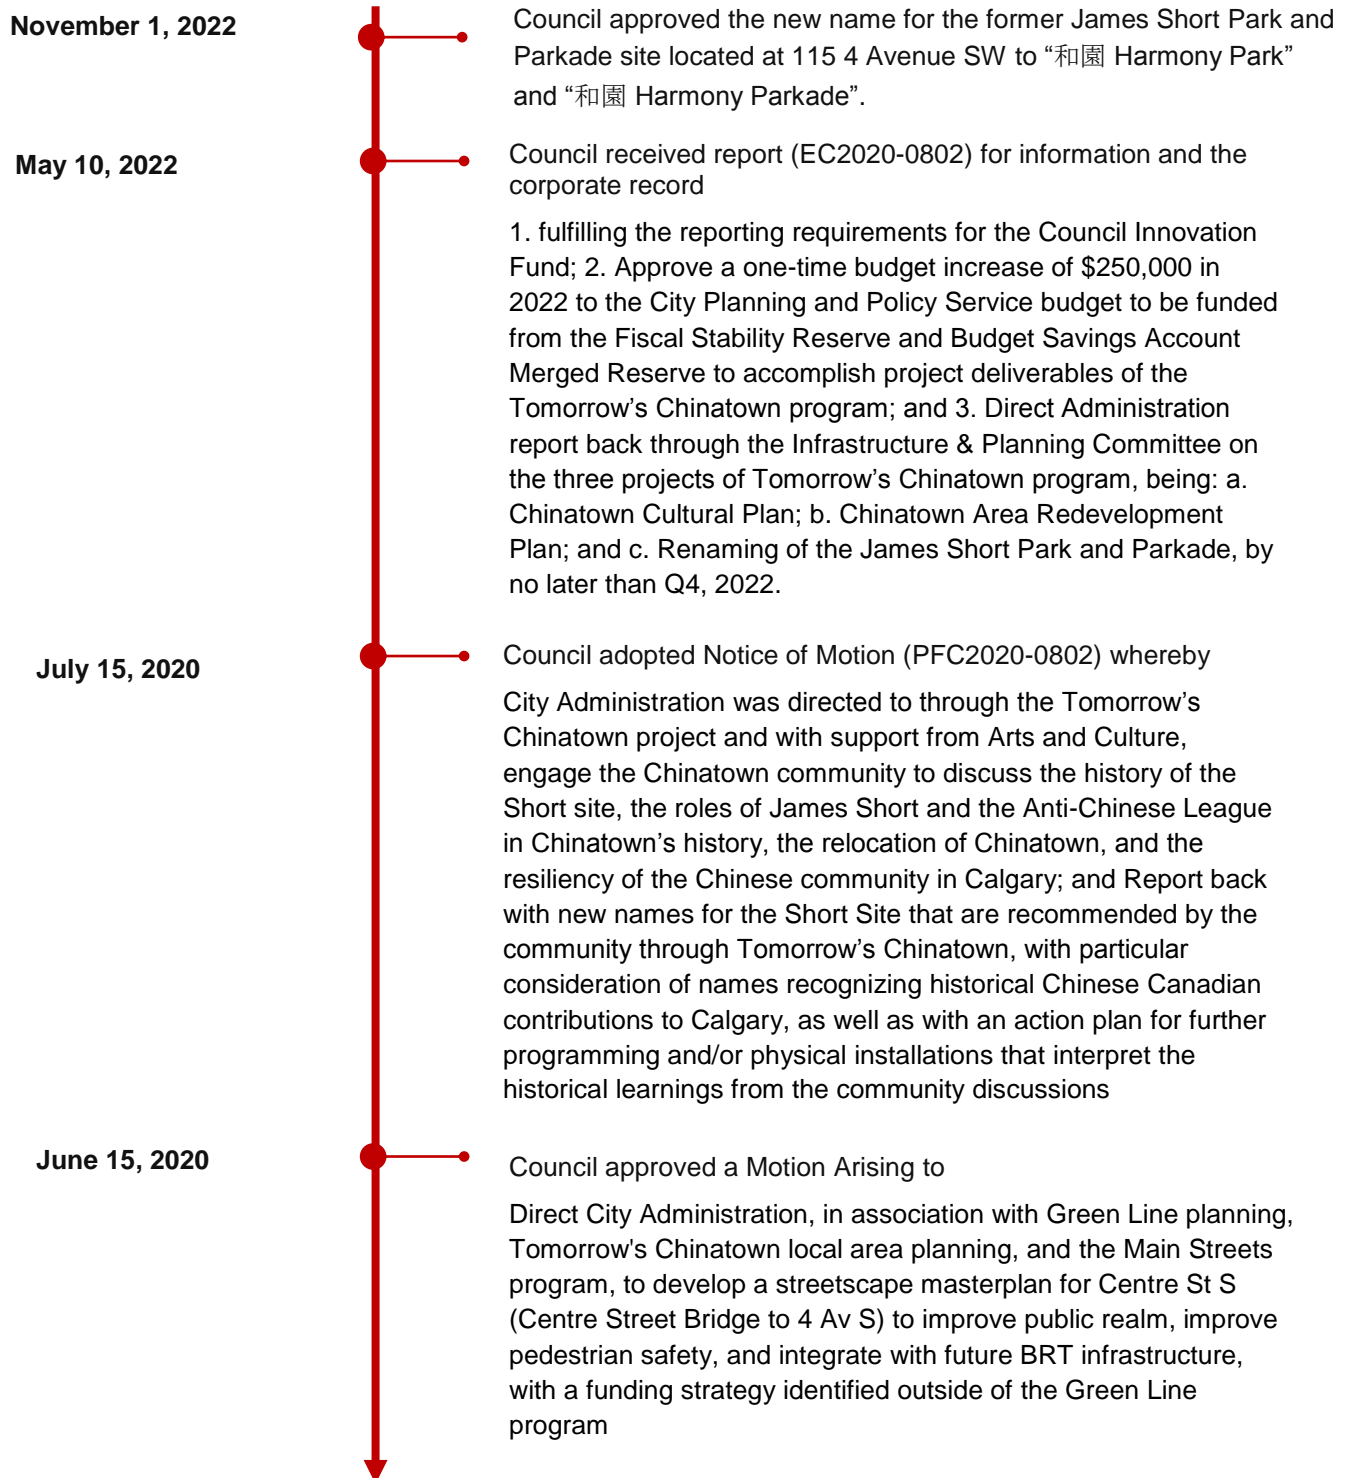 November 1, 2022
Council approved the new name for the former James Short Park and
Parkade site located at 115 4 Avenue SW to “和園 Harmony Park”
and “和園 Harmony Parkade”.
May 10, 2022
Council received report (EC2020-0802) for information and the
corporate record
1. fulfilling the reporting requirements for the Council Innovation
Fund; 2. Approve a one-time budget increase of $250,000 in
2022 to the City Planning and Policy Service budget to be funded
from the Fiscal Stability Reserve and Budget Savings Account
Merged Reserve to accomplish project deliverables of the
Tomorrow’s Chinatown program; and 3. Direct Administration
report back through the Infrastructure & Planning Committee on
the three projects of Tomorrow’s Chinatown program, being: a.
Chinatown Cultural Plan; b. Chinatown Area Redevelopment
Plan; and c. Renaming of the James Short Park and Parkade, by
no later than Q4, 2022.
July 15, 2020
Council adopted Notice of Motion (PFC2020-0802) whereby
City Administration was directed to through the Tomorrow’s
Chinatown project and with support from Arts and Culture,
engage the Chinatown community to discuss the history of the
Short site, the roles of James Short and the Anti-Chinese League
in Chinatown’s history, the relocation of Chinatown, and the
resiliency of the Chinese community in Calgary; and Report back
with new names for the Short Site that are recommended by the
community through Tomorrow’s Chinatown, with particular
consideration of names recognizing historical Chinese Canadian
contributions to Calgary, as well as with an action plan for further
programming and/or physical installations that interpret the
historical learnings from the community discussions
June 15, 2020
Council approved a Motion Arising to
Direct City Administration, in association with Green Line planning,
Tomorrow's Chinatown local area planning, and the Main Streets
program, to develop a streetscape masterplan for Centre St S
(Centre Street Bridge to 4 Av S) to improve public realm, improve
pedestrian safety, and integrate with future BRT infrastructure,
with a funding strategy identified outside of the Green Line
program